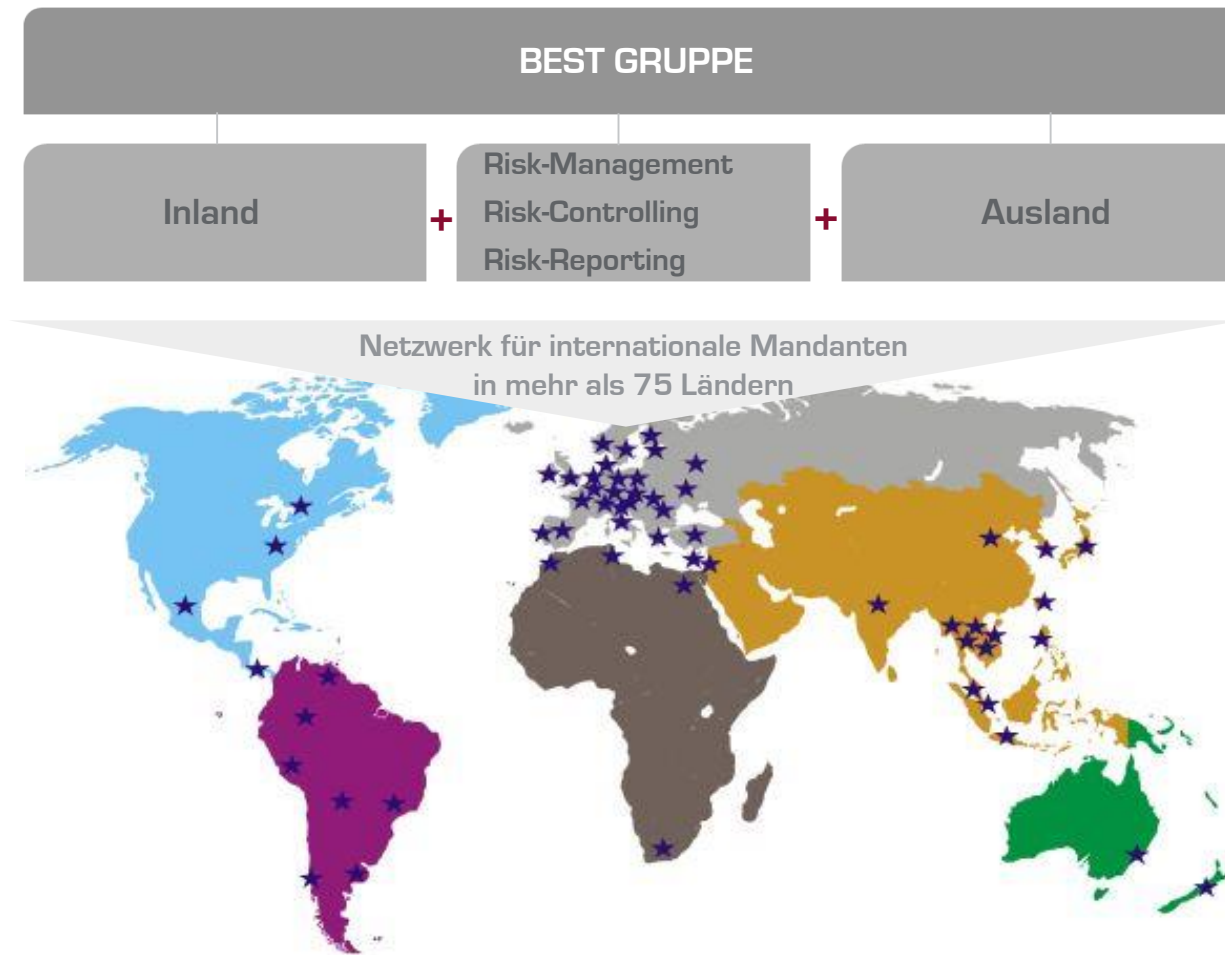 BEST GRUPPE
Inland
+
Risk-Management
Risk-Controlling
Risk-Reporting
+
Ausland
Netzwerk für internationale Mandanten
in mehr als 75 Ländern